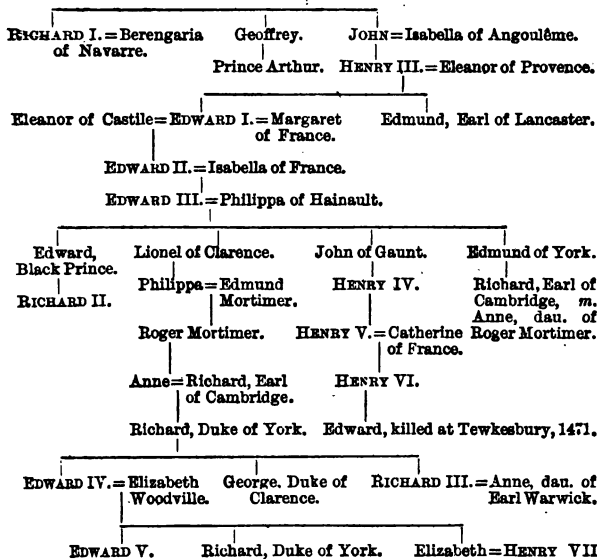 RICHARD I.=Berengaria of Navarre. Geoffrey. JOHN=Isabella of Angoulême.
Prince Arthur. HENRY III.=Eleanor of Provence.
Eleanor of Castile=EDWARD I.=Margaret of France. Edmund, Earl of Lancaster.
EDWARD II.=Isabella of France.
EDWARD III.=Philippa of Hainault.
Edward, Black Prince. Lionel of Clarence. John of Gaunt. Edmund of York.
RICHARD II. Philippa=Edmund Mortimer. HENRY IV. Richard, Earl of Cambridge, m. Anne, dau. of Roger Mortimer.
Roger Mortimer. HENRY V.=Catherine of France.
Anne=Richard, Earl of Cambridge. HENRY VI.
Richard, Duke of York. Edward, killed at Tewkesbury, 1471.
EDWARD IV.=Elizabeth Woodville. George. Duke of Clarence. RICHARD III.=Anne, dau. of Earl Warwick.
EDWARD V. Richard, Duke of York. Elizabeth=HENRY VII